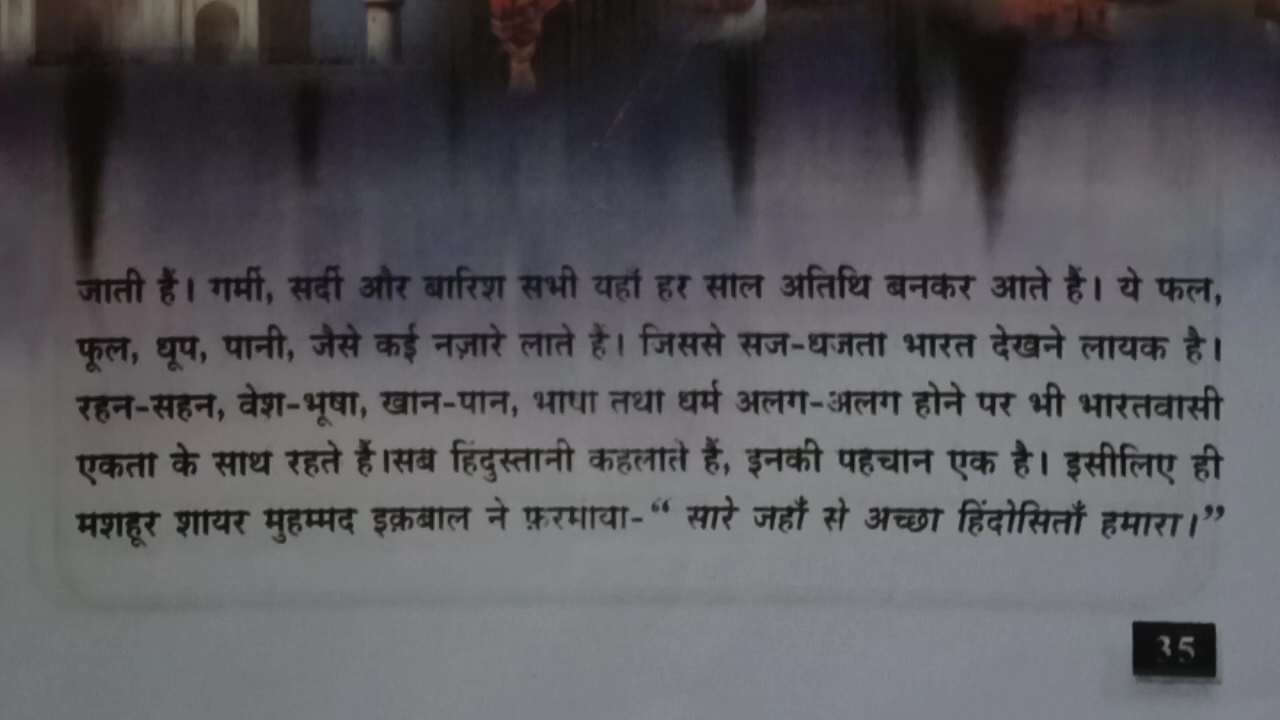 जाती हैं। गर्मी, सर्दी और बारिश सभी यहाँ हर साल अतिथि बनकर आते हैं। ये फल,
फूल, धूप, पानी, जैसे कई नज़ारे लाते हैं। जिससे सज-धजता भारत देखने लायक है।
रहन-सहन, वेश-भूषा, खान-पान, भाषा तथा धर्म अलग-अलग होने पर भी भारतवासी
एकता के साथ रहते हैं।सब हिंदुस्तानी कहलाते हैं, इनकी पहचान एक है। इसीलिए ही
मशहूर शायर मुहम्मद इक़बाल ने फ़रमाया-“ सारे जहाँ से अच्छा हिंदोसिताँ हमारा।”
35